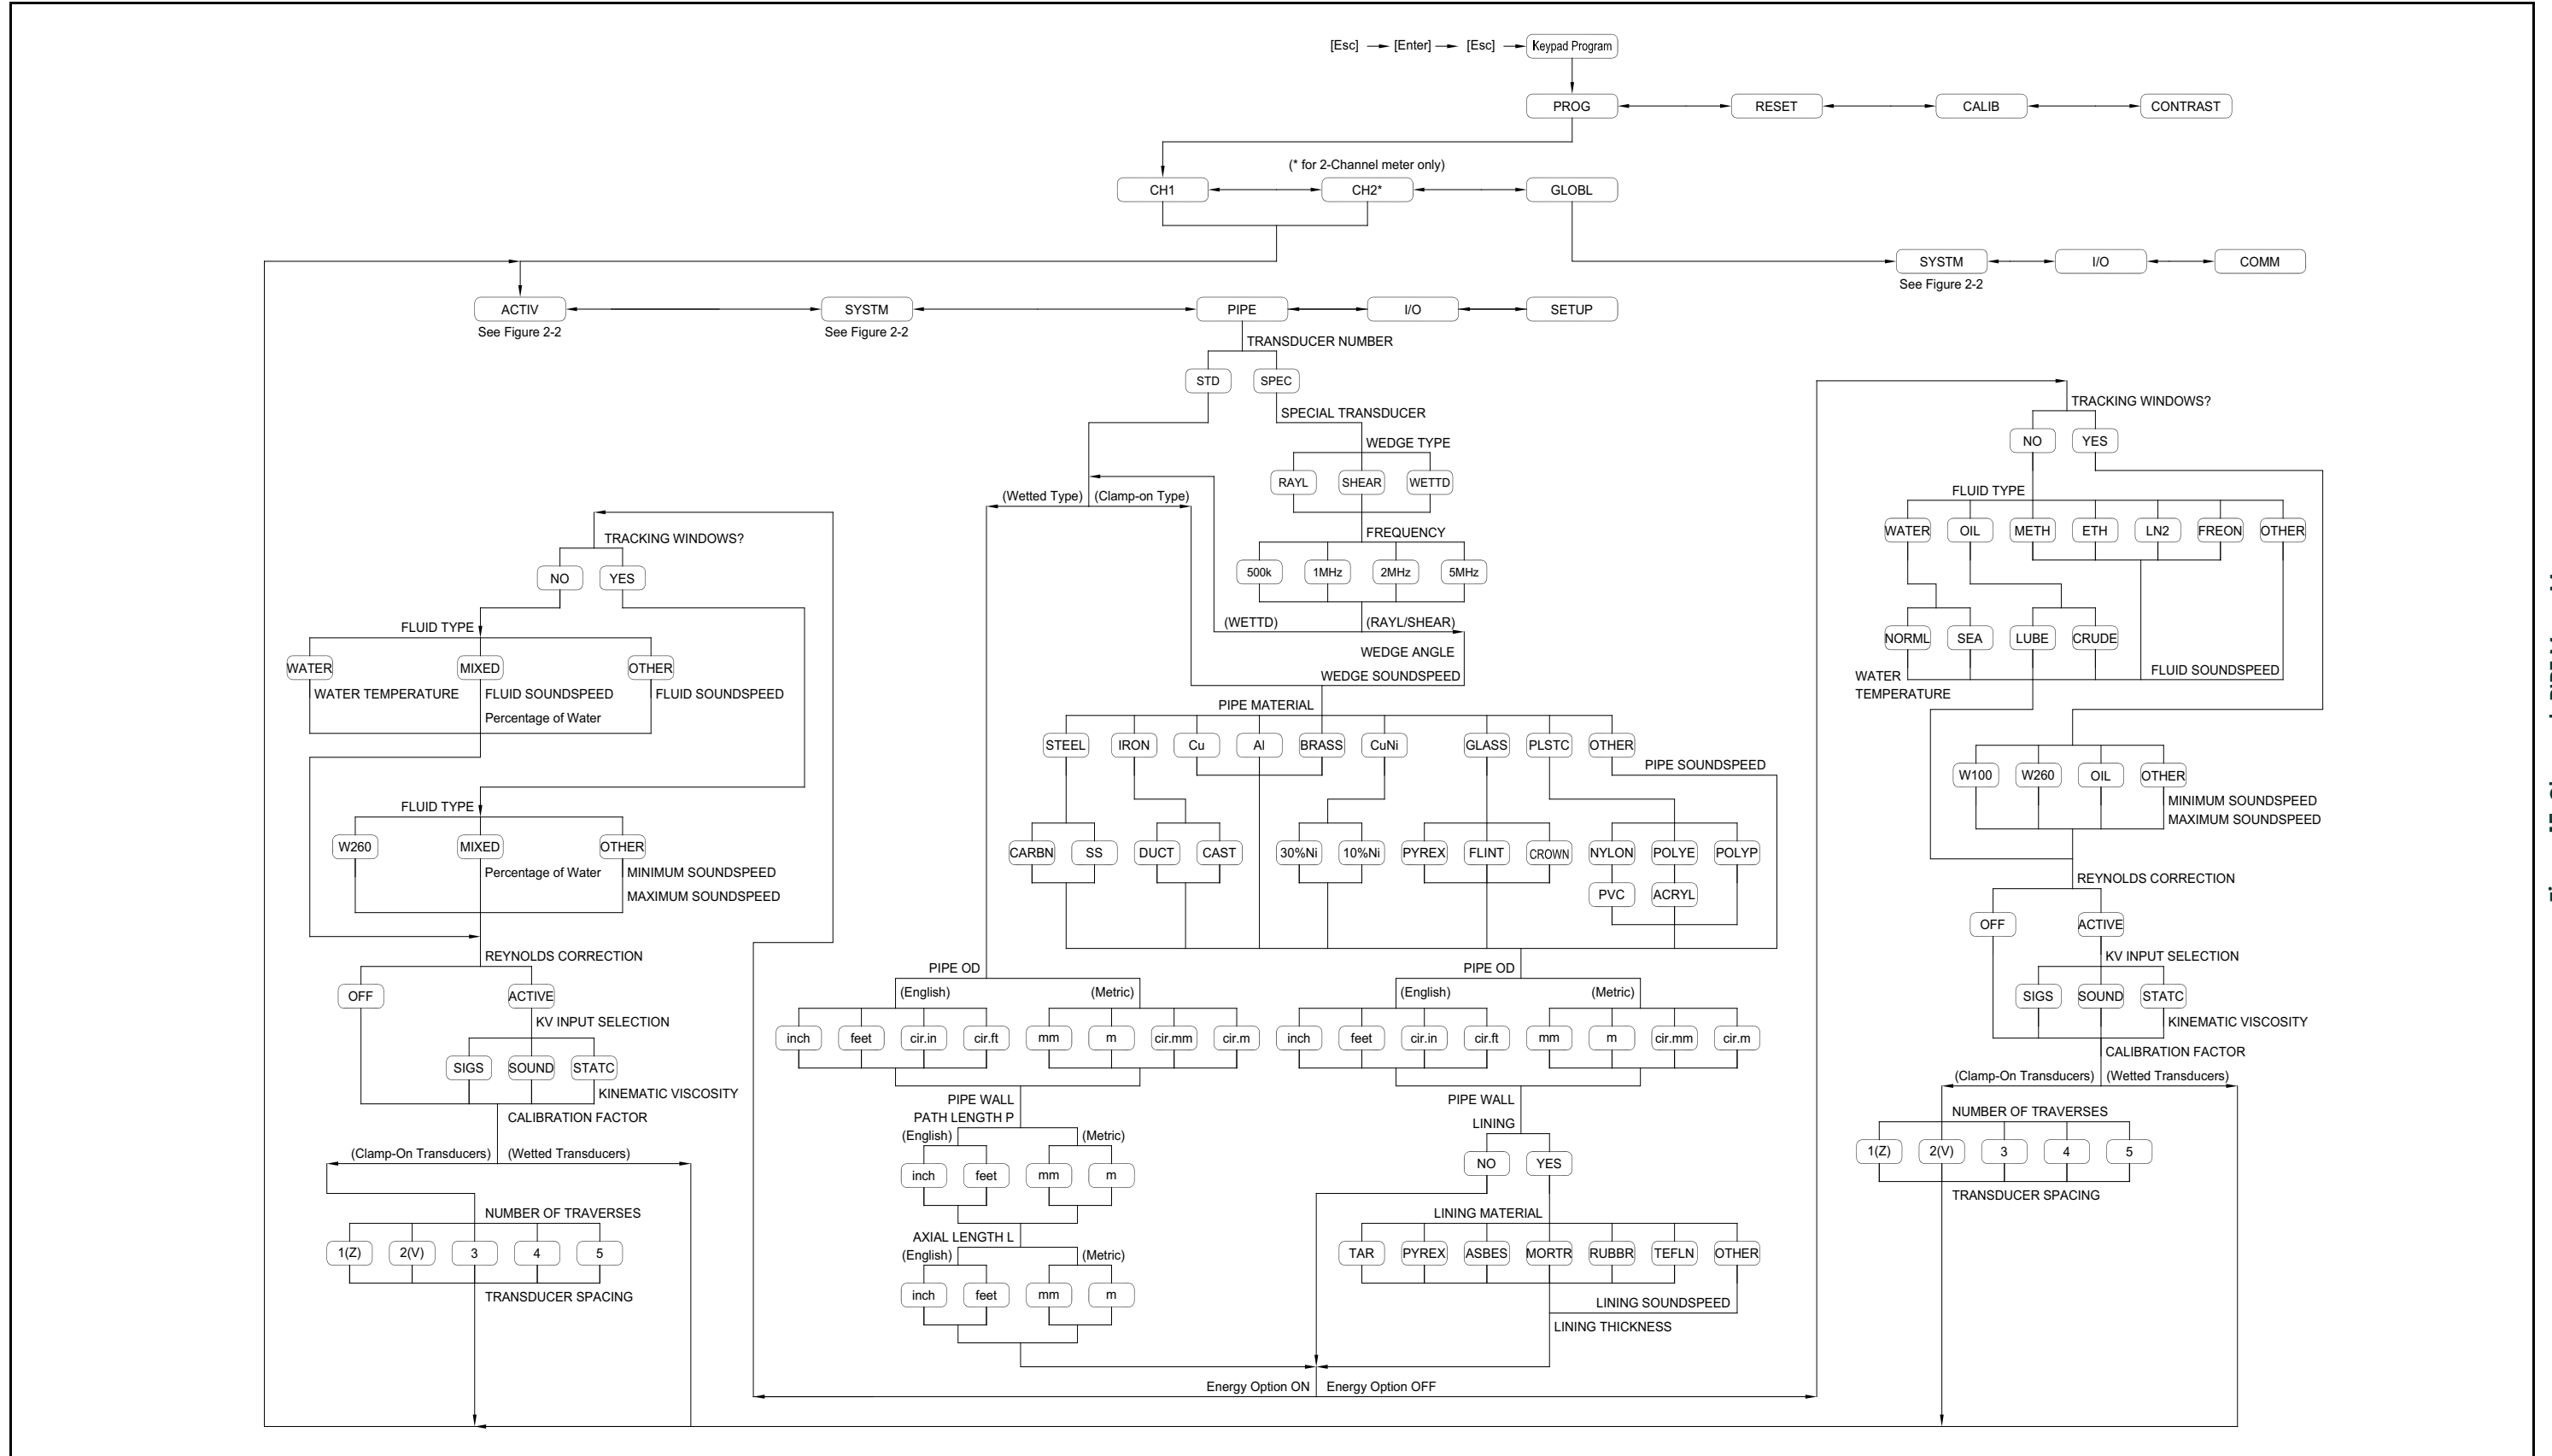 [Esc] [Enter] [Esc] Keypad Program
PROG RESET CALIB CONTRAST
(* for 2-Channel meter only)
CH1 CH2* GLOBL
SYSTM I/O COMM
See Figure 2-2
ACTIV SYSTM PIPE I/O SETUP
See Figure 2-2 See Figure 2-2
TRANSDUCER NUMBER
STD SPEC
SPECIAL TRANSDUCER
WEDGE TYPE
RAYL SHEAR WETTD
(Wetted Type) (Clamp-on Type)
FREQUENCY
500k 1MHz 2MHz 5MHz
(WETTD) (RAYL/SHEAR)
WEDGE ANGLE
WEDGE SOUNDSPEED
PIPE MATERIAL
STEEL IRON Cu Al BRASS CuNi GLASS PLSTC OTHER
PIPE SOUNDSPEED
CARBN SS DUCT CAST 30%Ni 10%Ni PYREX FLINT CROWN NYLON POLYE POLYP
PVC ACRYL
PIPE OD
(English) (Metric)
inch feet cir.in cir.ft mm m cir.mm cir.m
PIPE WALL
PATH LENGTH P
(English) (Metric)
inch feet mm m
AXIAL LENGTH L
(English) (Metric)
inch feet mm m
PIPE OD
(English) (Metric)
inch feet cir.in cir.ft mm m cir.mm cir.m
PIPE WALL
LINING
NO YES
LINING MATERIAL
TAR PYREX ASBES MORTR RUBBR TEFLN OTHER
LINING SOUNDSPEED
LINING THICKNESS
Energy Option ON Energy Option OFF
TRACKING WINDOWS?
NO YES
FLUID TYPE
WATER MIXED OTHER
WATER TEMPERATURE FLUID SOUNDSPEED FLUID SOUNDSPEED
Percentage of Water
FLUID TYPE
W260 MIXED OTHER
Percentage of Water MINIMUM SOUNDSPEED
MAXIMUM SOUNDSPEED
REYNOLDS CORRECTION
OFF ACTIVE
KV INPUT SELECTION
SIGS SOUND STATC
KINEMATIC VISCOSITY
CALIBRATION FACTOR
(Clamp-On Transducers) (Wetted Transducers)
NUMBER OF TRAVERSES
1(Z) 2(V) 3 4 5
TRANSDUCER SPACING
TRACKING WINDOWS?
NO YES
FLUID TYPE
WATER OIL METH ETH LN2 FREON OTHER
NORML SEA LUBE CRUDE
WATER
TEMPERATURE
FLUID SOUNDSPEED
W100 W260 OIL OTHER
MINIMUM SOUNDSPEED
MAXIMUM SOUNDSPEED
REYNOLDS CORRECTION
OFF ACTIVE
KV INPUT SELECTION
SIGS SOUND STATC
KINEMATIC VISCOSITY
CALIBRATION FACTOR
(Clamp-On Transducers) (Wetted Transducers)
NUMBER OF TRAVERSES
1(Z) 2(V) 3 4 5
TRANSDUCER SPACING